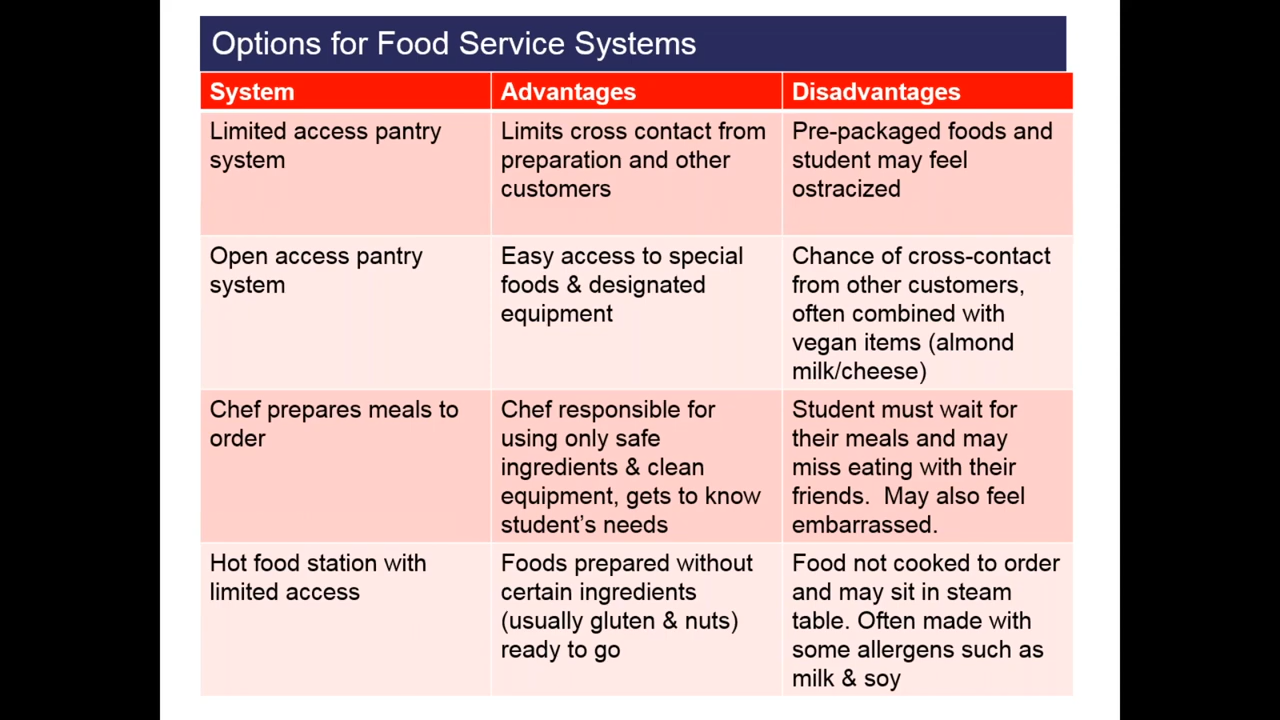 Options for Food Service Systems
System
Advantages
Disadvantages
Limited access pantry
system
Limits cross contact from
preparation and other
customers
Pre-packaged foods and
student may feel
ostracized
Open access pantry
system
Easy access to special
foods & designated
equipment
Chance of cross-contact
from other customers,
often combined with
vegan items (almond
milk/cheese)
Chef prepares meals to
order
Chef responsible for
using only safe
ingredients & clean
equipment, gets to know
student’s needs
Student must wait for
their meals and may
miss eating with their
friends.  May also feel
embarrassed.
Hot food station with
limited access
Foods prepared without
certain ingredients
(usually gluten & nuts)
ready to go
Food not cooked to order
and may sit in steam
table. Often made with
some allergens such as
milk & soy